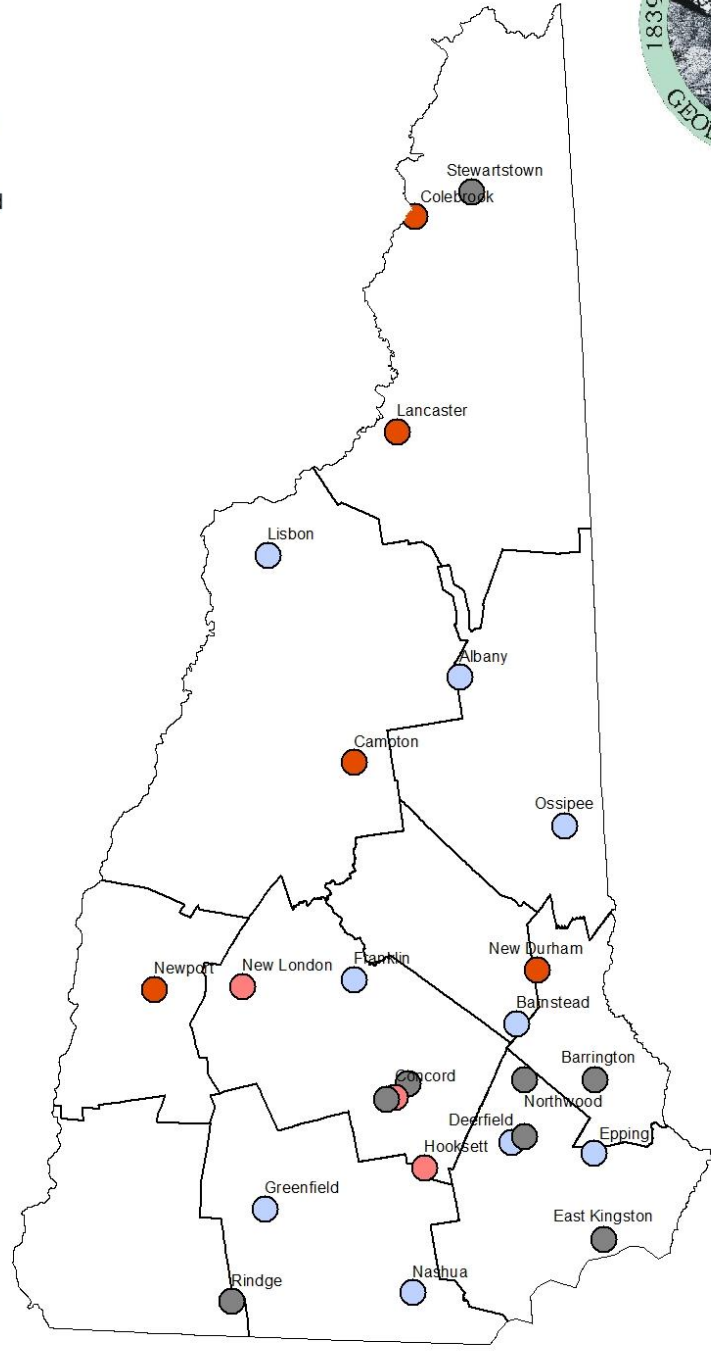 1839
Stewartstown
Colebrook
Lancaster
Lisbon
Albany
Campton
Ossipee
New Durham
Franklin
New London
Newport
Barnstead
Barrington
Concord
Northwood
Deerfield
Epping
Hooksett
Greenfield
East Kingston
Nashua
Rindge